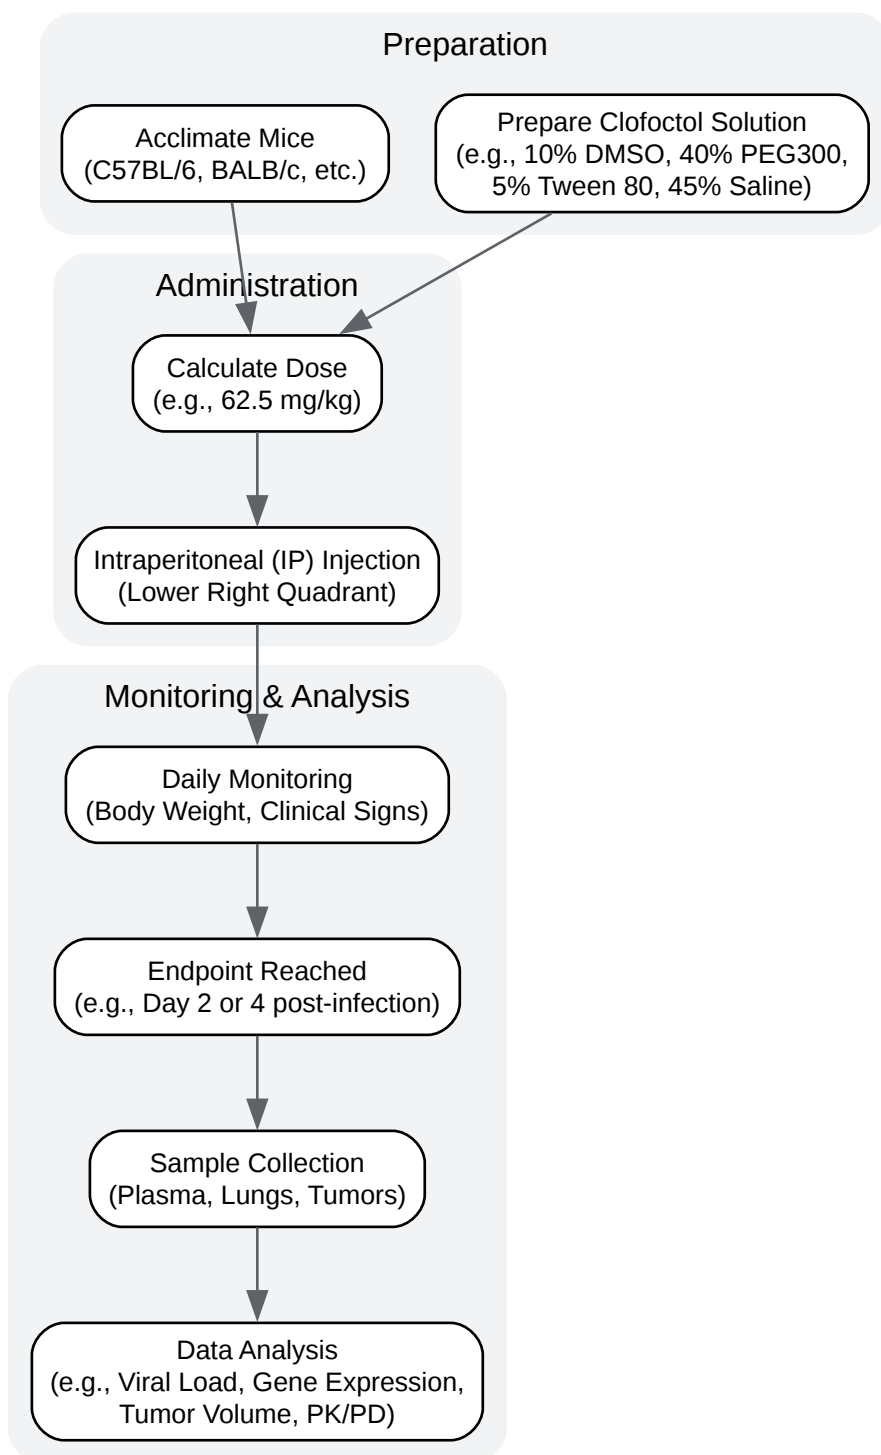 Preparation
Acclimate Mice
(C57BL/6, BALB/c, etc.)
Prepare Clofoctol Solution
(e.g., 10% DMSO, 40% PEG300,
5% Tween 80, 45% Saline)
Administration
Calculate Dose
(e.g., 62.5 mg/kg)
Intraperitoneal (IP) Injection
(Lower Right Quadrant)
Monitoring & Analysis
Daily Monitoring
(Body Weight, Clinical Signs)
Endpoint Reached
(e.g., Day 2 or 4 post-infection)
Sample Collection
(Plasma, Lungs, Tumors)
Data Analysis
(e.g., Viral Load, Gene Expression,
Tumor Volume, PK/PD)